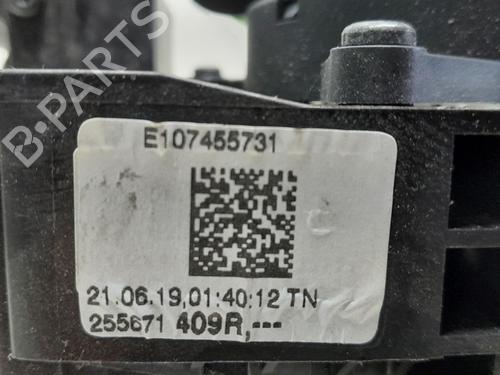 E107455731
21.06.19,01:40:12 TN
255671 409R,---
B-PARTS